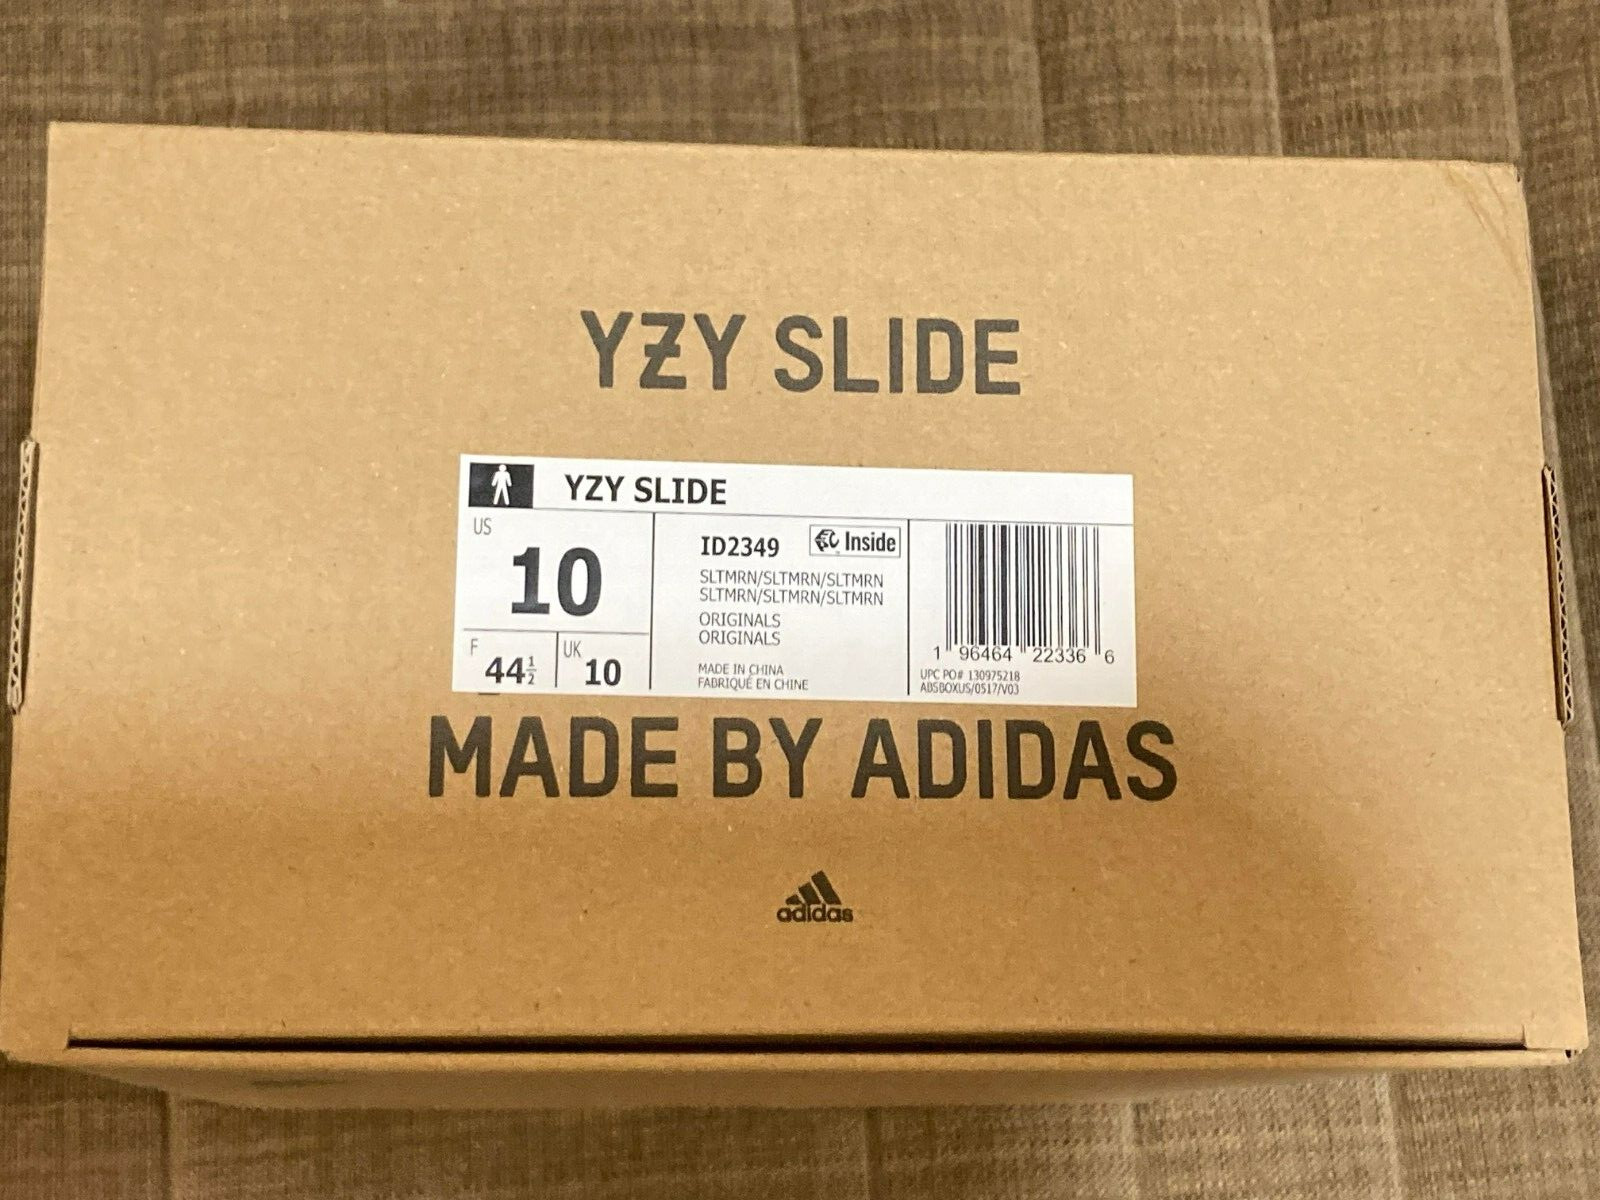 YZY SLIDE
YZY SLIDE
US
10
F 44½
UK 10
ID2349
Inside
SLTMRN/SLTMRN/SLTMRN
SLTMRN/SLTMRN/SLTMRN
ORIGINALS
ORIGINALS
MADE IN CHINA
FABRIQUÉ EN CHINE
1 96464 22336 6
UPC PO# 130975218
ABSBOXUS/0517/V03
MADE BY ADIDAS
adidas